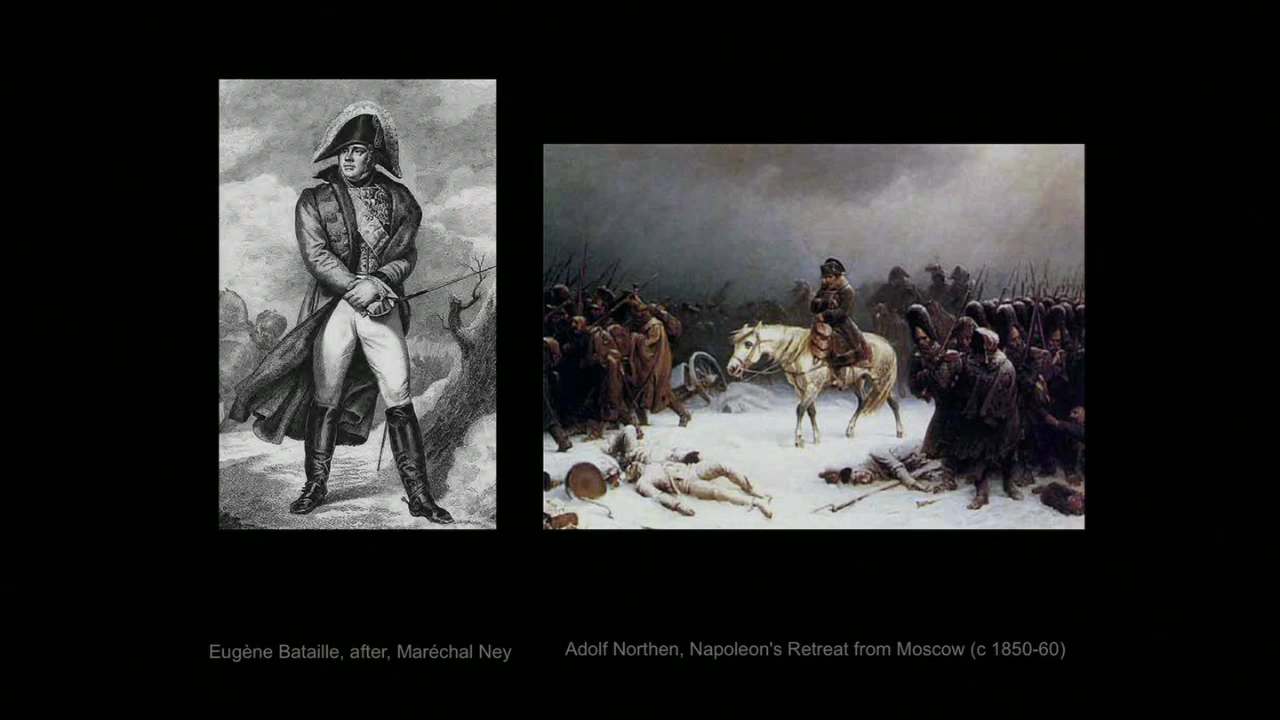 Eugène Bataille, after, Maréchal Ney
Adolf Northen, Napoleon's Retreat from Moscow (c 1850-60)